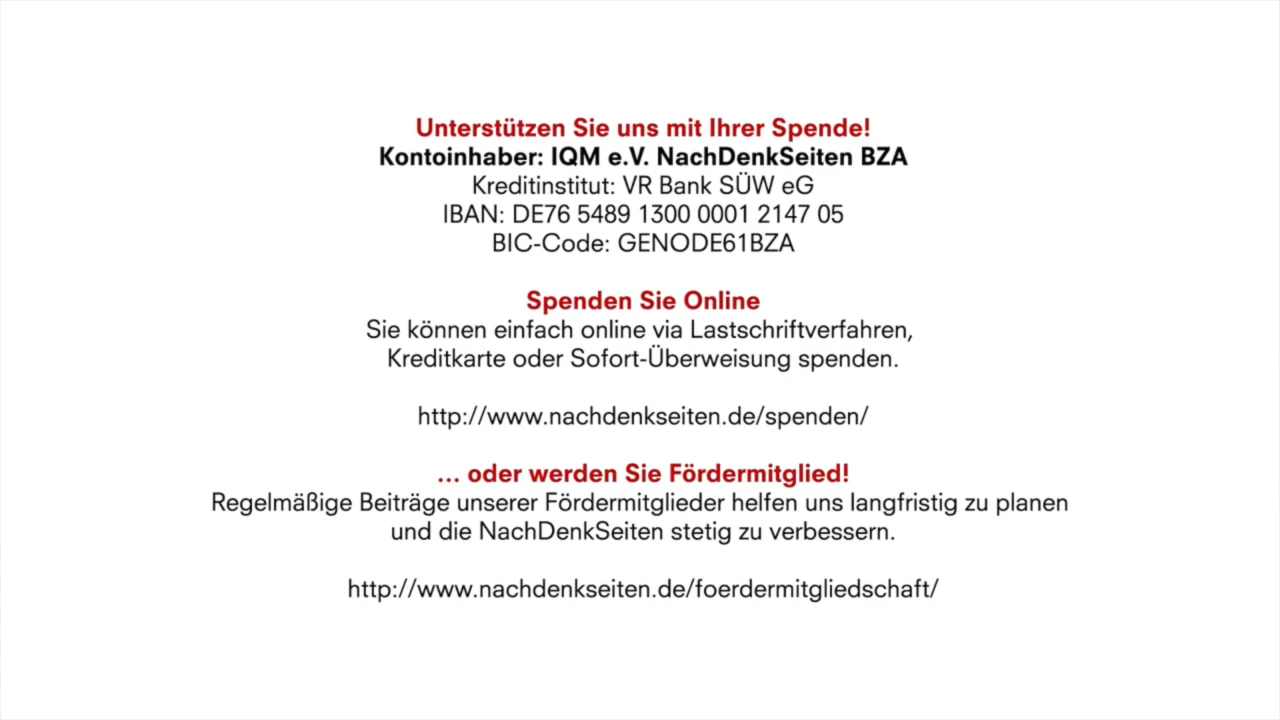 Unterstützen Sie uns mit Ihrer Spende!
Kontoinhaber: IQM e.V. NachDenkSeiten BZA
Kreditinstitut: VR Bank SÜW eG
IBAN: DE76 5489 1300 0001 2147 05
BIC-Code: GENODE61BZA
Spenden Sie Online
Sie können einfach online via Lastschriftverfahren,
Kreditkarte oder Sofort-Überweisung spenden.
http://www.nachdenkseiten.de/spenden/
... oder werden Sie Fördermitglied!
Regelmäßige Beiträge unserer Fördermitglieder helfen uns langfristig zu planen
und die NachDenkSeiten stetig zu verbessern.
http://www.nachdenkseiten.de/foerdermitgliedschaft/